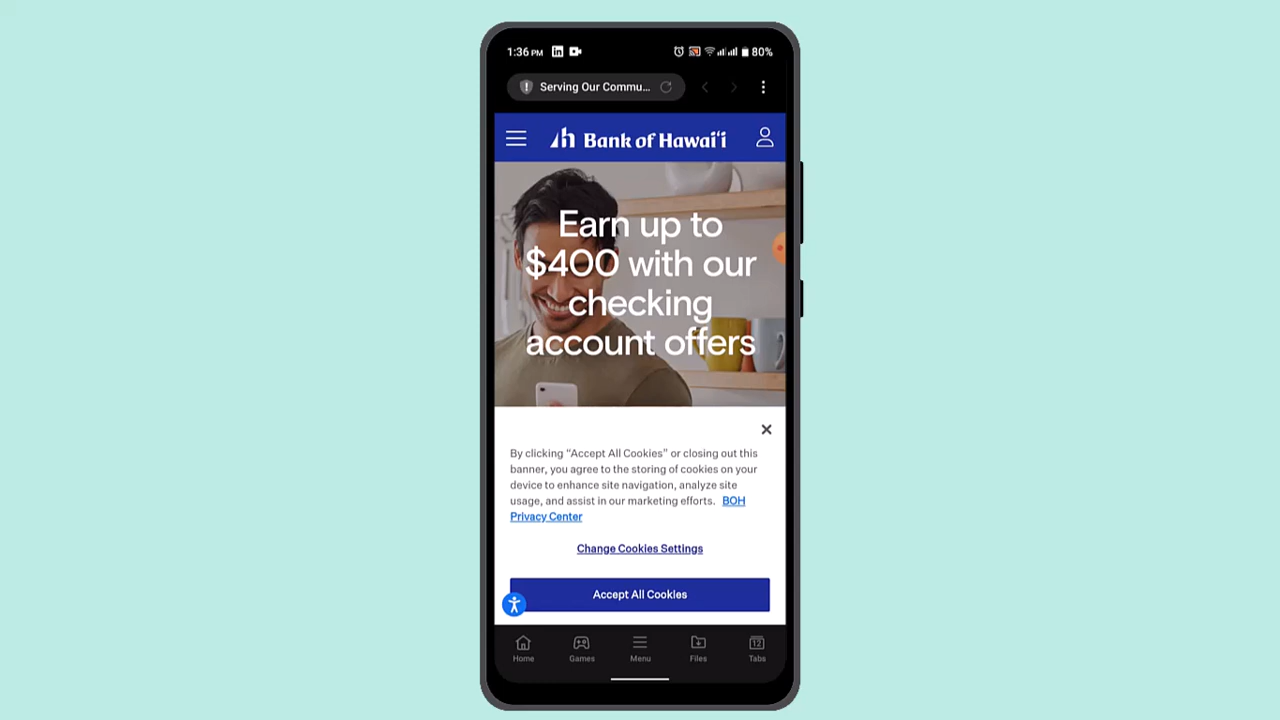 1:36 PM 80%
Serving Our Commu...
Bank of Hawaiʻi
Earn up to
$400 with our
checking
account offers
By clicking “Accept All Cookies” or closing out this
banner, you agree to the storing of cookies on your
device to enhance site navigation, analyze site
usage, and assist in our marketing efforts. BOH
Privacy Center
Change Cookies Settings
Accept All Cookies
12
Home Games Menu Files Tabs